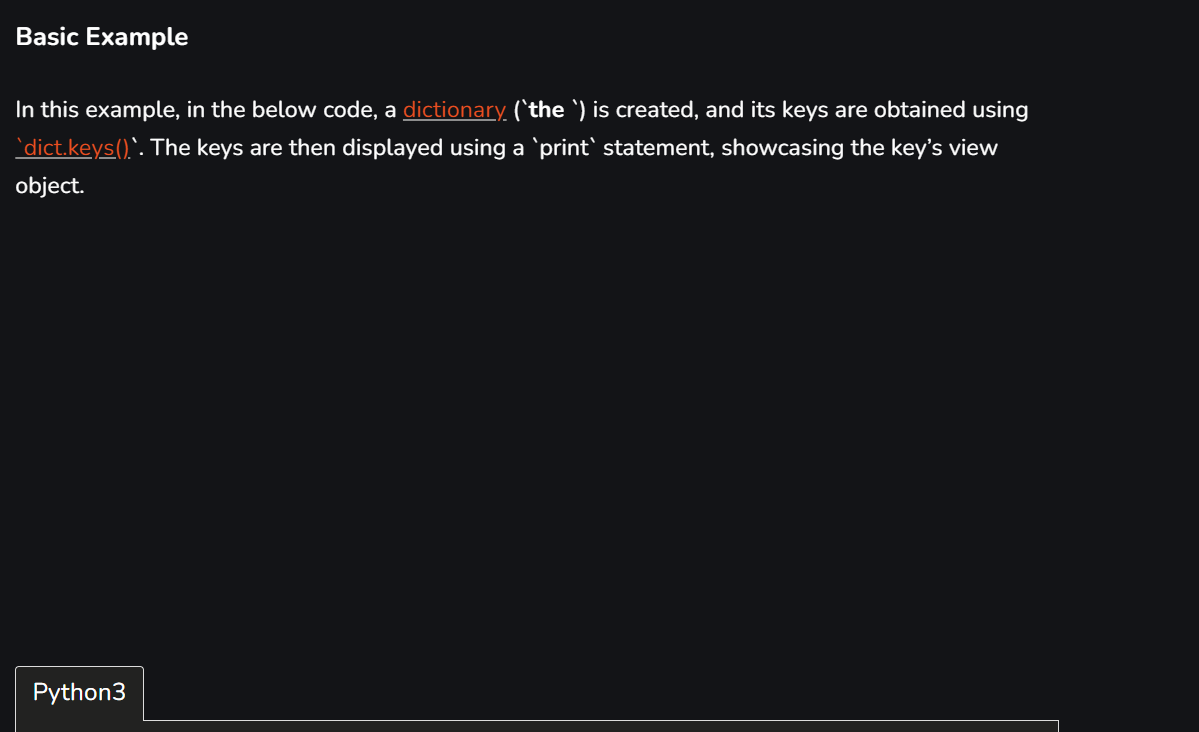 Basic Example
In this example, in the below code, a dictionary (`the `) is created, and its keys are obtained using
`dict.keys()`. The keys are then displayed using a `print` statement, showcasing the key’s view
object.
Python3